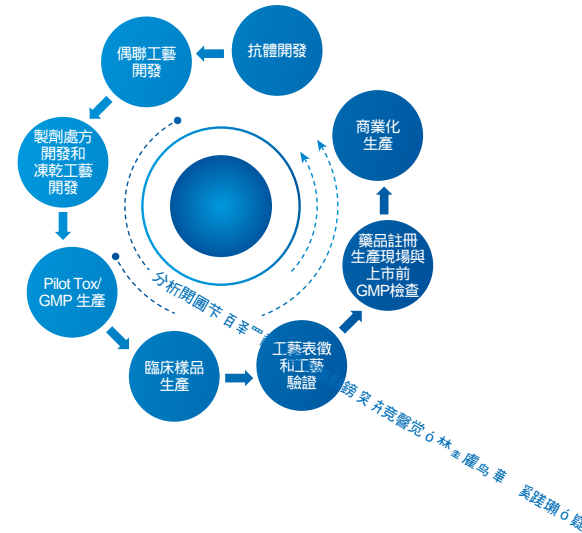 抗體開發
偶聯工藝
開發
製劑處方
開發和
凍乾工藝
開發
Pilot Tox/
GMP 生產
臨床樣品
生產
工藝表徵
和工藝
驗證
藥品註冊
生產現場與
上市前
GMP檢查
商業化
生產
分析開